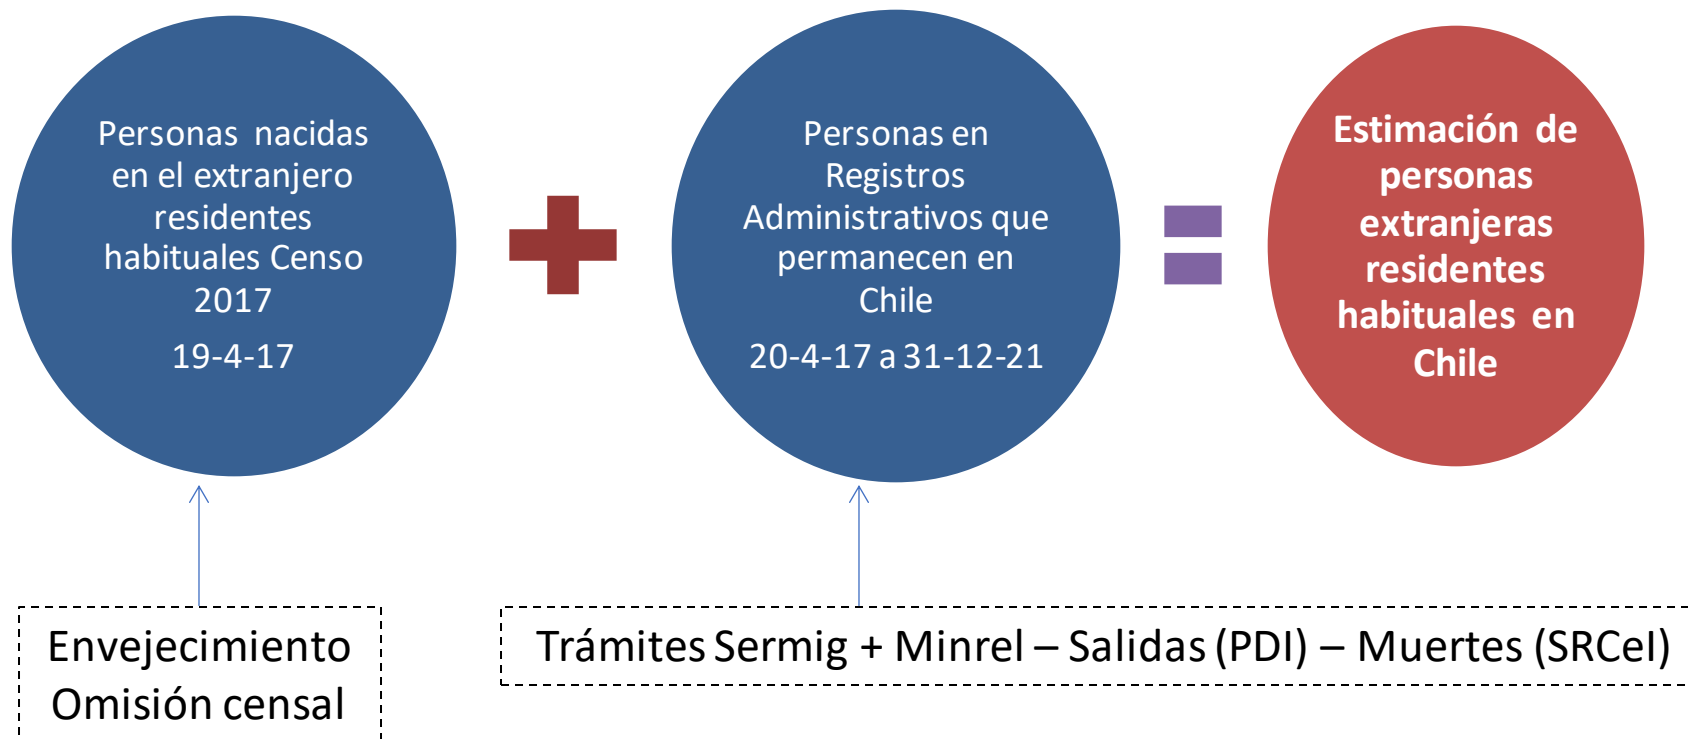 Personas nacidas
en el extranjero
residentes
habituales Censo
2017
19-4-17
Personas en
Registros
Administrativos que
permanecen en
Chile
20-4-17 a 31-12-21
Estimación de
personas
extranjeras
residentes
habituales en
Chile
Envejecimiento
Omisión censal
Trámites Sermig + Minrel – Salidas (PDI) – Muertes (SRCeI)